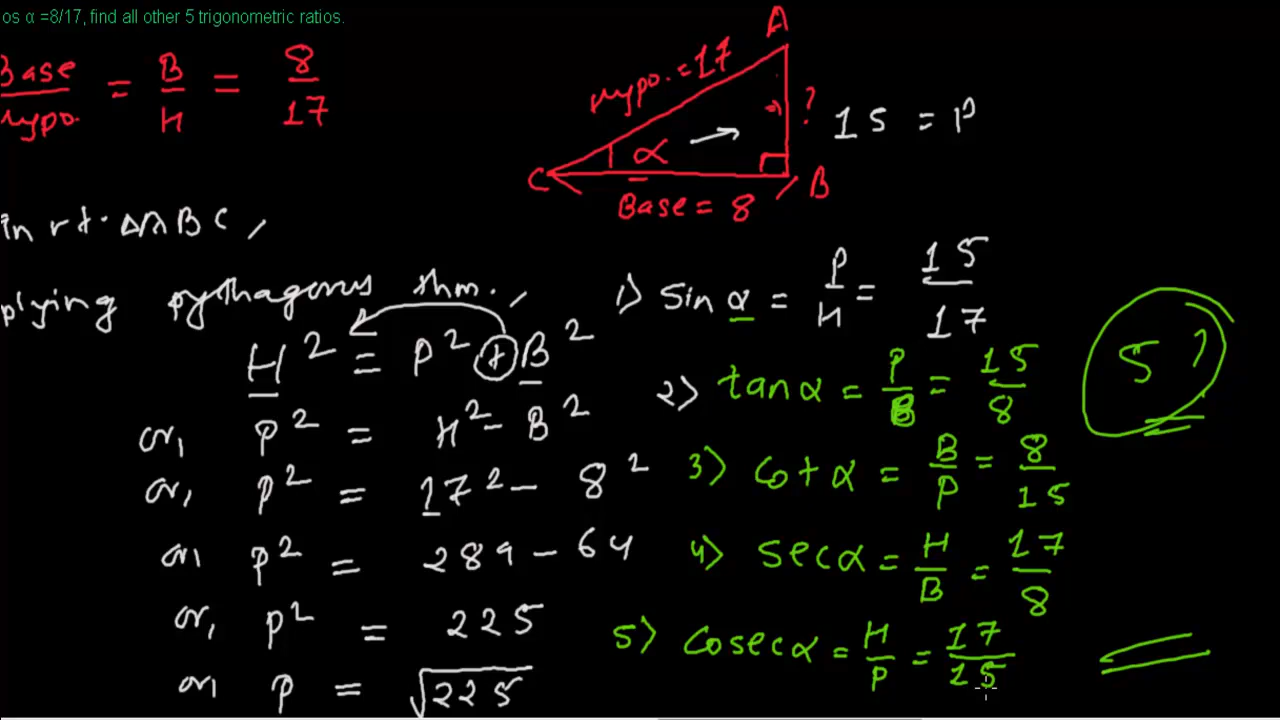 os α =8/17, find all other 5 trigonometric ratios.
Base/Hypo. = B/H = 8/17
A
Hypo. = 17
?
15 = P
α
C
B
Base = 8
in rt. ΔABC,
plying pythagorus thm.,
H² = P² + B²
or, P² = H² - B²
or, P² = 17² - 8²
or, P² = 289 - 64
or, P² = 225
or, P = √225
1) Sin α = P/H = 15/17
2) tan α = P/B = 15/8
3) Cot α = B/P = 8/15
4) Sec α = H/B = 17/8
5) Cosec α = H/P = 17/15
5 ?